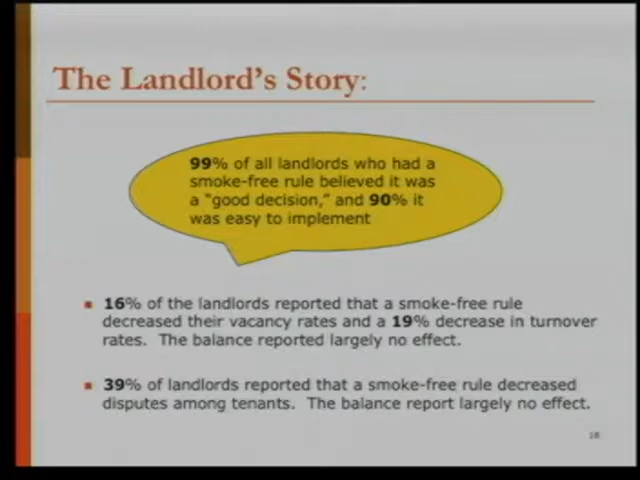 The Landlord's Story:
99% of all landlords who had a
smoke-free rule believed it was
a "good decision," and 90% it
was easy to implement
16% of the landlords reported that a smoke-free rule
decreased their vacancy rates and a 19% decrease in turnover
rates. The balance reported largely no effect.
39% of landlords reported that a smoke-free rule decreased
disputes among tenants. The balance report largely no effect.